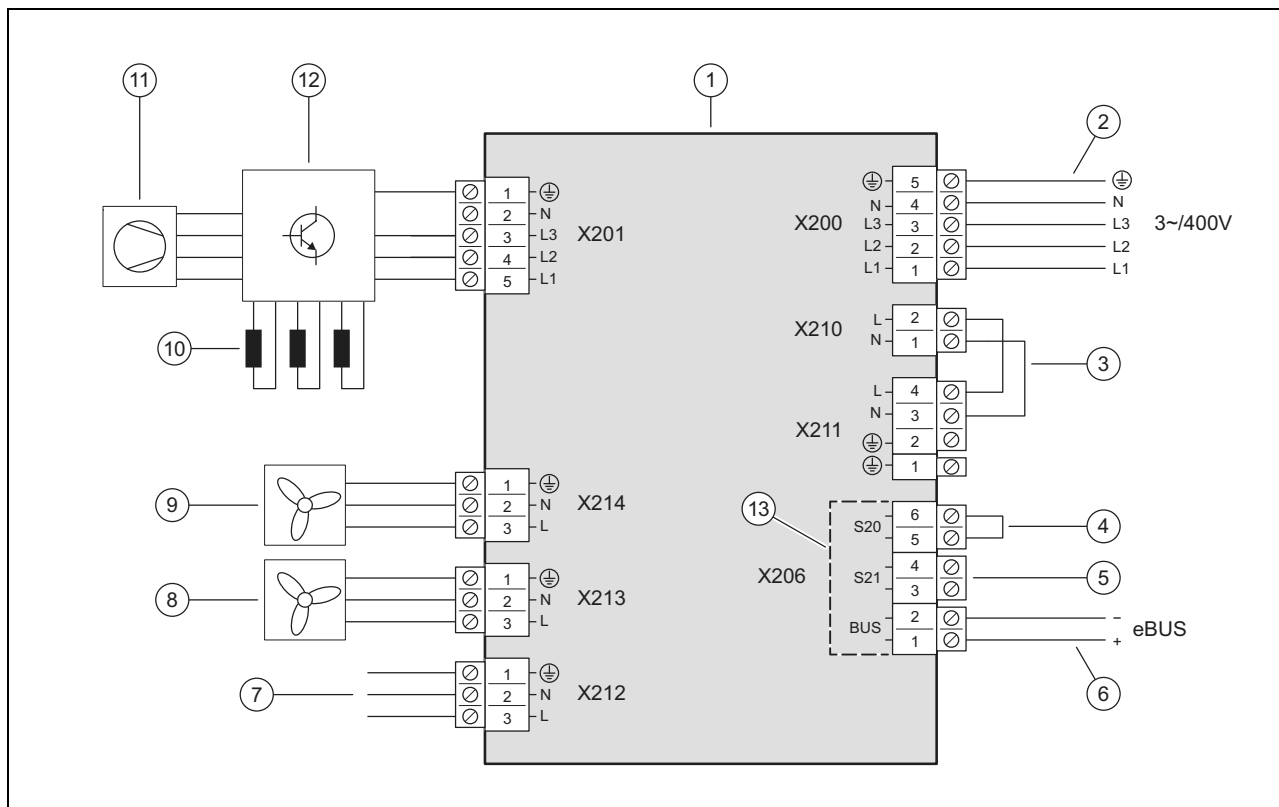 11
12
1
2
5
N 4
L3 3
L2 2
L1 1
X200
N
L3
L2
L1
3~/400V
1
2 N
3 L3
4 L2
5 L1
X201
10
X210
L 2
N 1
3
X211
L 4
N 3
2
1
9
1
2 N
3 L
X214
13
X206
S20
6
5
4
S21
4
3
5
BUS
2
1
–
+
eBUS
6
8
1
2 N
3 L
X213
7
1
2 N
3 L
X212